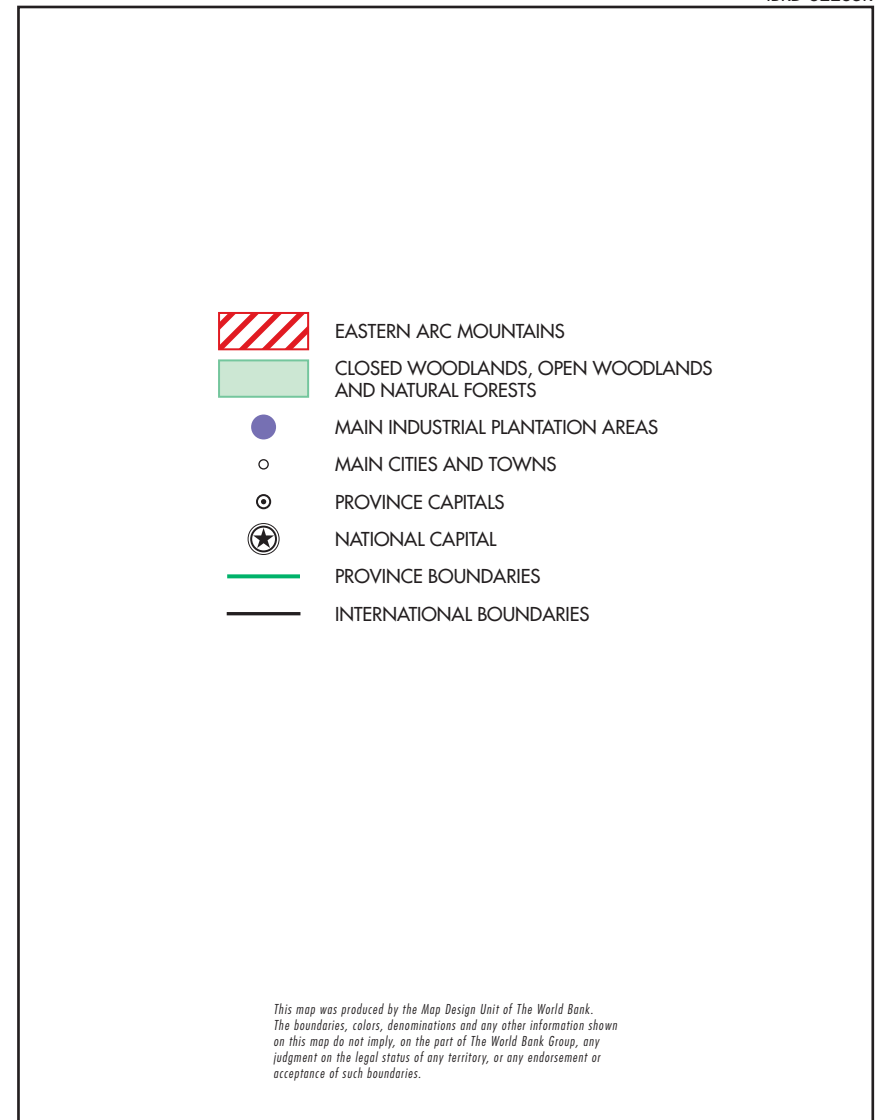 EASTERN ARC MOUNTAINS
CLOSED WOODLANDS, OPEN WOODLANDS
AND NATURAL FORESTS
MAIN INDUSTRIAL PLANTATION AREAS
MAIN CITIES AND TOWNS
PROVINCE CAPITALS
NATIONAL CAPITAL
PROVINCE BOUNDARIES
INTERNATIONAL BOUNDARIES
This map was produced by the Map Design Unit of The World Bank.
The boundaries, colors, denominations and any other information shown
on this map do not imply, on the part of The World Bank Group, any
judgment on the legal status of any territory, or any endorsement or
acceptance of such boundaries.